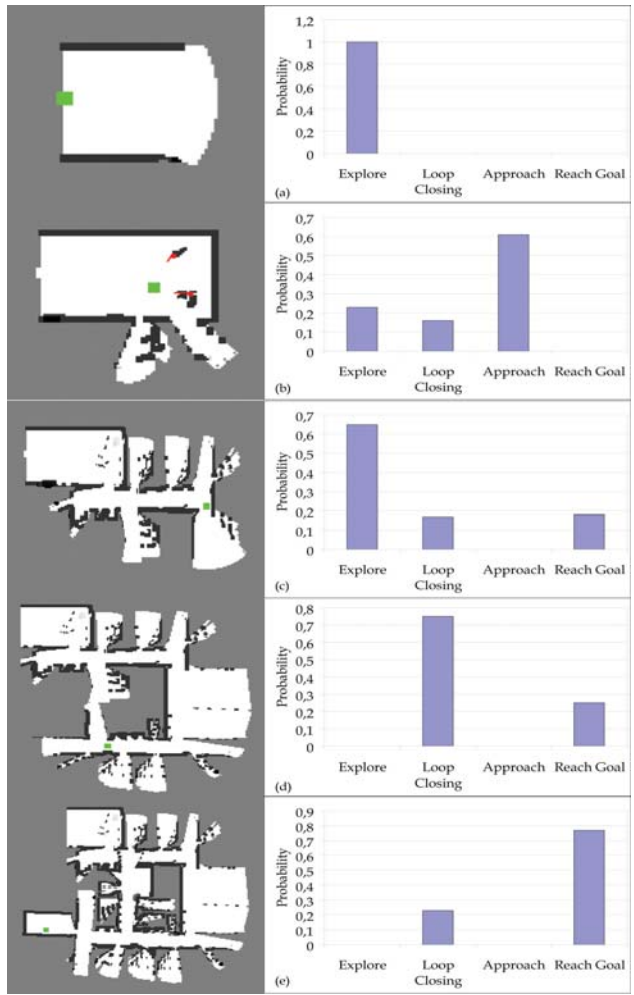 1,2
1
0,8
0,6
0,4
0,2
0
Probability
Explore Loop Closing Approach Reach Goal
(a)
0,7
0,6
0,5
0,4
0,3
0,2
0,1
0
Probability
Explore Loop Closing Approach Reach Goal
(b)
0,7
0,6
0,5
0,4
0,3
0,2
0,1
0
Probability
Explore Loop Closing Approach Reach Goal
(c)
0,8
0,7
0,6
0,5
0,4
0,3
0,2
0,1
0
Probability
Explore Loop Closing Approach Reach Goal
(d)
0,9
0,8
0,7
0,6
0,5
0,4
0,3
0,2
0,1
0
Probability
Explore Loop Closing Approach Reach Goal
(e)